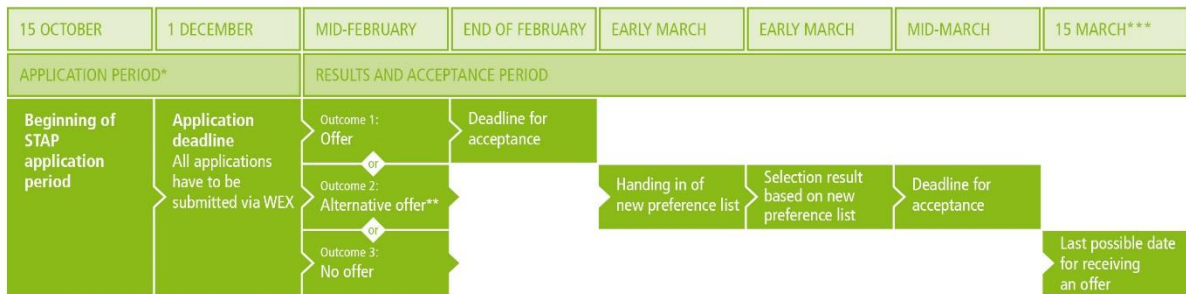 15 OCTOBER
1 DECEMBER
MID-FEBRUARY
END OF FEBRUARY
EARLY MARCH
EARLY MARCH
MID-MARCH
15 MARCH***
APPLICATION PERIOD*
RESULTS AND ACCEPTANCE PERIOD
Beginning of
STAP
application
period
Application
deadline
All applications
have to be
submitted via WEX
Outcome 1:
Offer
or
Outcome 2:
Alternative offer**
or
Outcome 3:
No offer
Deadline for
acceptance
Handing in of
new preference list
Selection result
based on new
preference list
Deadline for
acceptance
Last possible date
for receiving
an offer